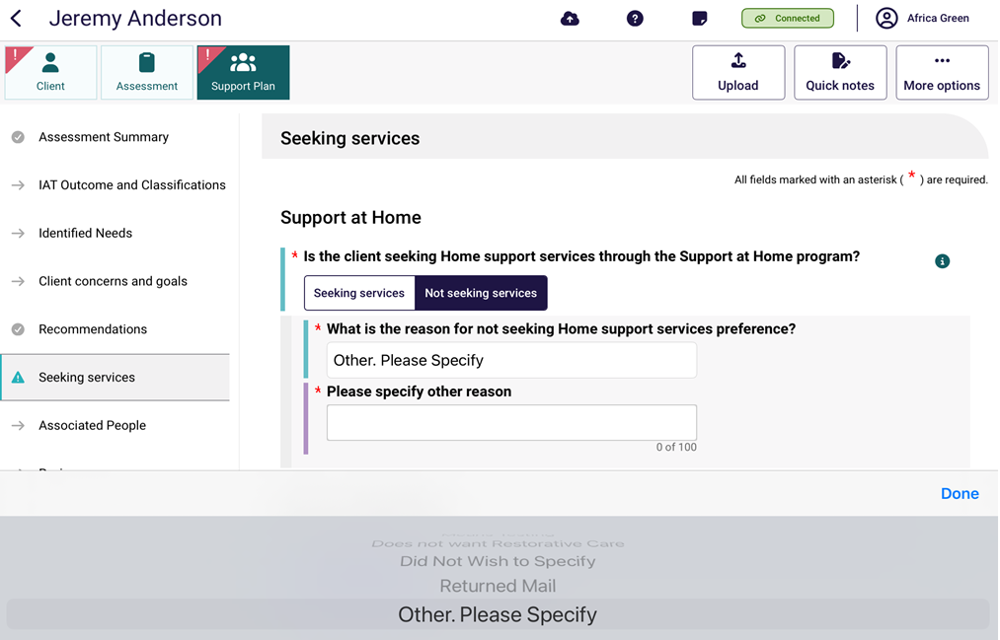 Jeremy Anderson
Connected
Africa Green
Client
Assessment
Support Plan
Upload
Quick notes
More options
Assessment Summary
IAT Outcome and Classifications
Identified Needs
Client concerns and goals
Recommendations
Seeking services
Associated People
Seeking services
All fields marked with an asterisk ( * ) are required.
Support at Home
* Is the client seeking Home support services through the Support at Home program?
Seeking services
Not seeking services
* What is the reason for not seeking Home support services preference?
Other. Please Specify
* Please specify other reason
0 of 100
Done
Does not want Restorative Care
Did Not Wish to Specify
Returned Mail
Other. Please Specify